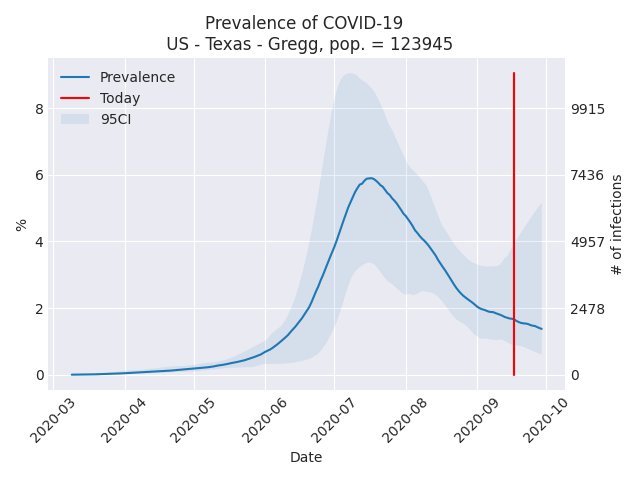 Prevalence of COVID-19
US - Texas - Gregg, pop. = 123945
Prevalence
Today
95CI
%
8
6
4
2
0
9915
7436
4957
2478
0
# of infections
2020-03
2020-04
2020-05
2020-06
2020-07
2020-08
2020-09
2020-10
Date